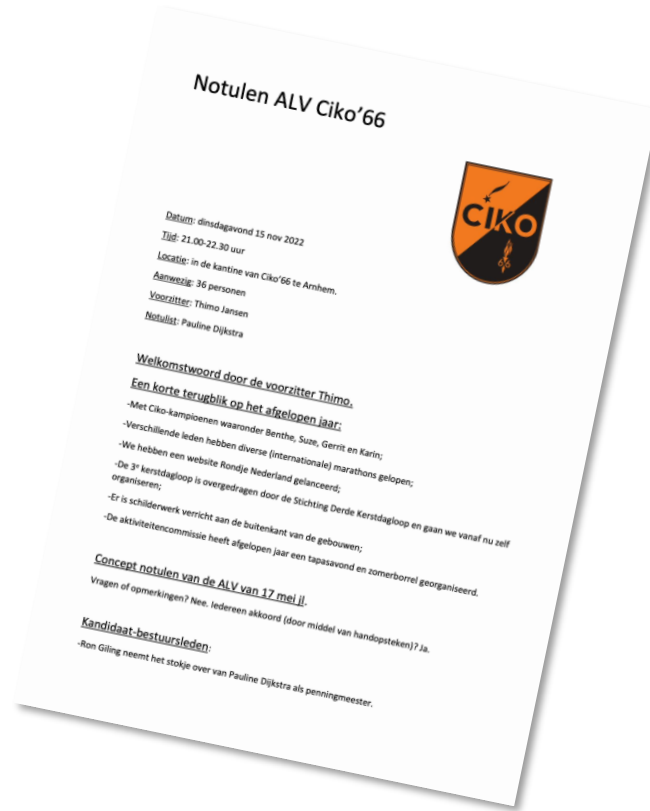 Notulen ALV Ciko’66
CIKO
Datum: dinsdagavond 15 nov 2022
Tijd: 21.00-22.30 uur
Locatie: in de kantine van Ciko’66 te Arnhem.
Aanwezig: 36 personen
Voorzitter: Thimo Jansen
Notulist: Pauline Dijkstra
Welkomstwoord door de voorzitter Thimo.
Een korte terugblik op het afgelopen jaar:
-Met Ciko-kampioenen waaronder Benthe, Suze, Gerrit en Karin;
-Verschillende leden hebben diverse (internationale) marathons gelopen;
-We hebben een website Rondje Nederland gelanceerd;
-De 3e kerstdagloop is overgedragen door de Stichting Derde Kerstdagloop en gaan we vanaf nu zelf
organiseren;
-Er is schilderwerk verricht aan de buitenkant van de gebouwen;
-De aktiviteitencommissie heeft afgelopen jaar een tapasavond en zomerborrel georganiseerd.
Concept notulen van de ALV van 17 mei jl.
Vragen of opmerkingen? Nee. Iedereen akkoord (door middel van handopsteken)? Ja.
Kandidaat-bestuursleden:
-Ron Giling neemt het stokje over van Pauline Dijkstra als penningmeester.